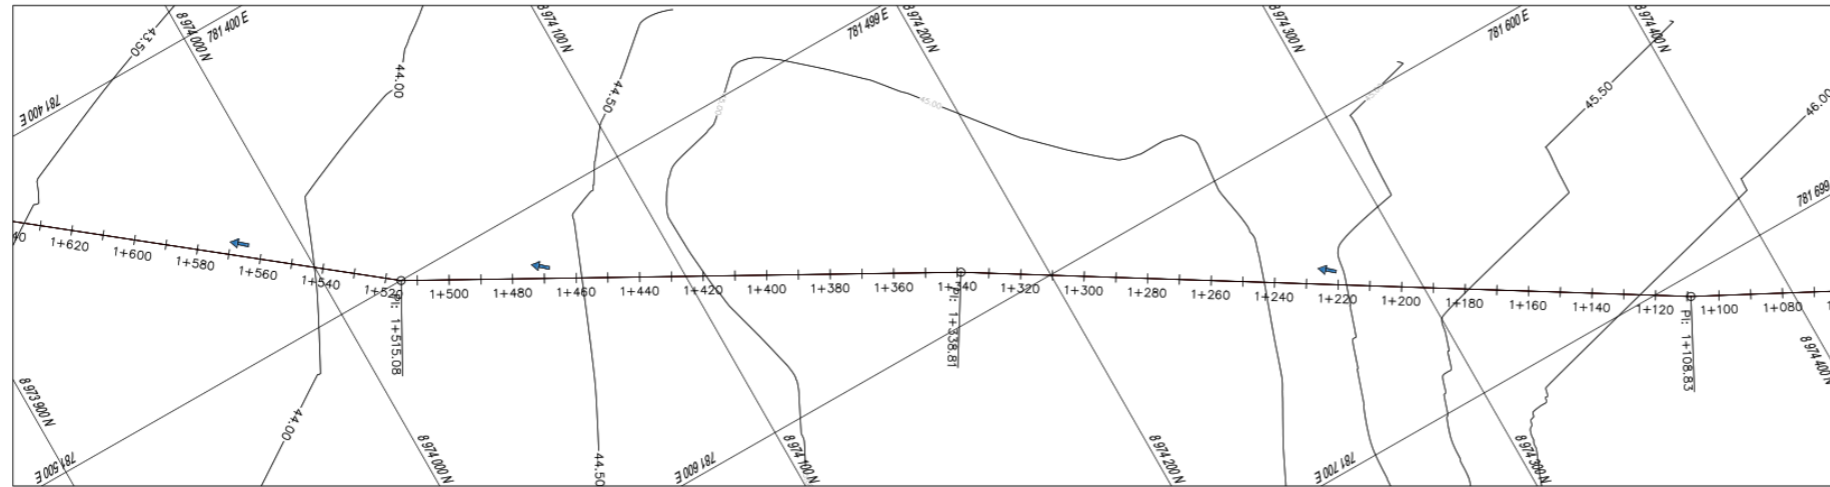 43.50
8 974 000 N
781 400 E
44.00
8 974 100 N
44.50
781 499 E
8 974 200 N
8 974 300 N
781 600 E
8 974 400 N
45.50
46.00
781 400 E
45.00
781 699
40
1+620
1+600
1+580
1+560
1+540
1+520
1+500
1+480
1+460
1+440
1+420
1+400
1+380
1+360
1+340
1+320
1+300
1+280
1+260
1+240
1+220
1+200
1+180
1+160
1+140
1+120
1+100
1+080
PI: 1+515.08
PI: 1+338.81
PI: 1+108.83
8 974 400 N
8 973 900 N
44.00
781 500 E
8 974 000 N
44.50
781 600 E
8 974 100 N
8 974 200 N
781 700 E
8 974 300 N